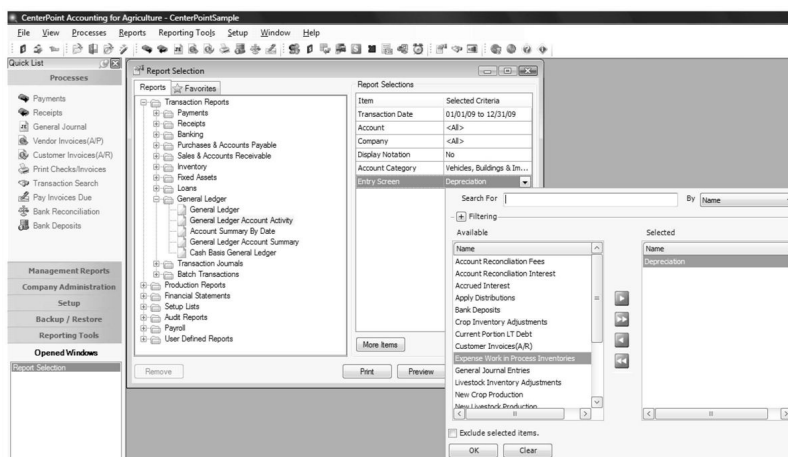 CenterPoint Accounting for Agriculture - CenterPointSample
File View Processes Reports Reporting Tools Setup Window Help
Quick List
Processes
Payments
Receipts
General Journal
Vendor Invoices(A/P)
Customer Invoices(A/R)
Print Checks/Invoices
Transaction Search
Pay Invoices Due
Bank Reconciliation
Bank Deposits
Management Reports
Company Administration
Setup
Backup / Restore
Reporting Tools
Opened Windows
Report Selection
Report Selection
Reports Favorites
Transaction Reports
Payments
Receipts
Banking
Purchases & Accounts Payable
Sales & Accounts Receivable
Inventory
Fixed Assets
Loans
General Ledger
General Ledger
General Ledger Account Activity
Account Summary By Date
General Ledger Account Summary
Cash Basis General Ledger
Transaction Journals
Batch Transactions
Production Reports
Financial Statements
Setup Lists
Audit Reports
Payroll
User Defined Reports
Remove
Report Selections
Item Selected Criteria
Transaction Date 01/01/09 to 12/31/09
Account <All>
Company <All>
Display Notation No
Account Category Vehicles, Buildings & Im...
Entry Screen Depreciation
More Items
Print Preview
Search For By Name
Filtering
Available
Name
Account Reconciliation Fees
Account Reconciliation Interest
Accrued Interest
Apply Distributions
Bank Deposits
Crop Inventory Adjustments
Current Portion LT Debt
Customer Invoices(A/R)
Expense Work in Process Inventories
General Journal Entries
Livestock Inventory Adjustments
New Crop Production
New Livestock Production
Selected
Name
Depreciation
Exclude selected items.
OK Clear